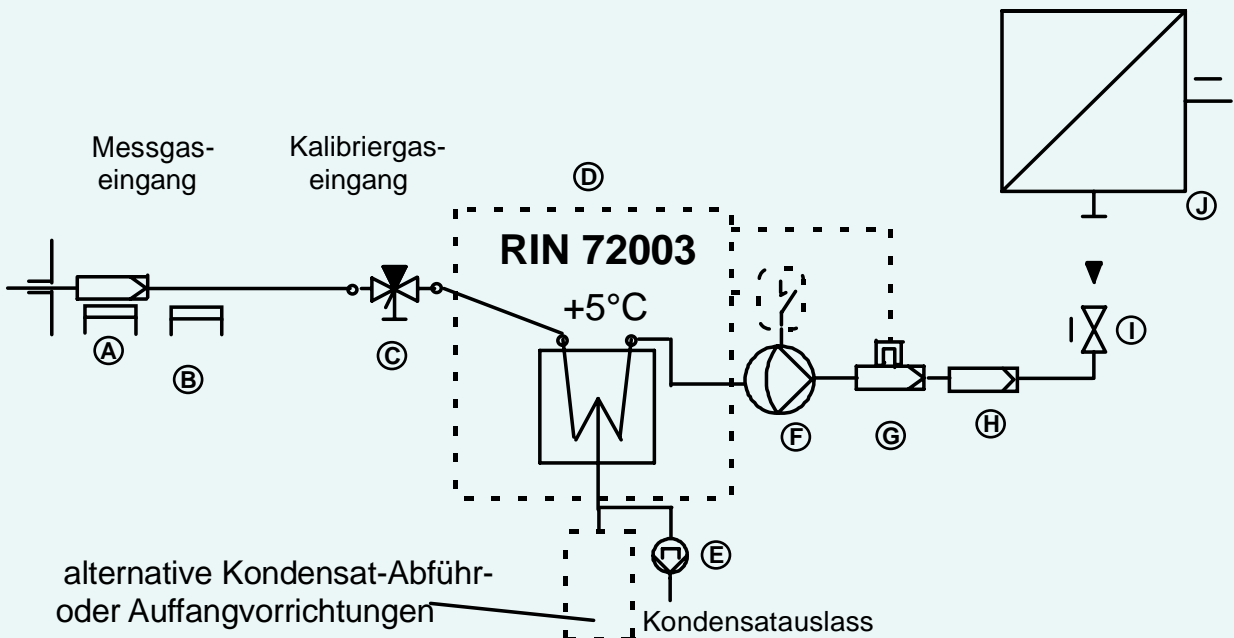 Messgas-
eingang
Kalibriergas-
eingang
D
RIN 72003
+5°C
A
B
C
F
G
H
I
J
E
alternative Kondensat-Abführ-
oder Auffangvorrichtungen
Kondensatauslass